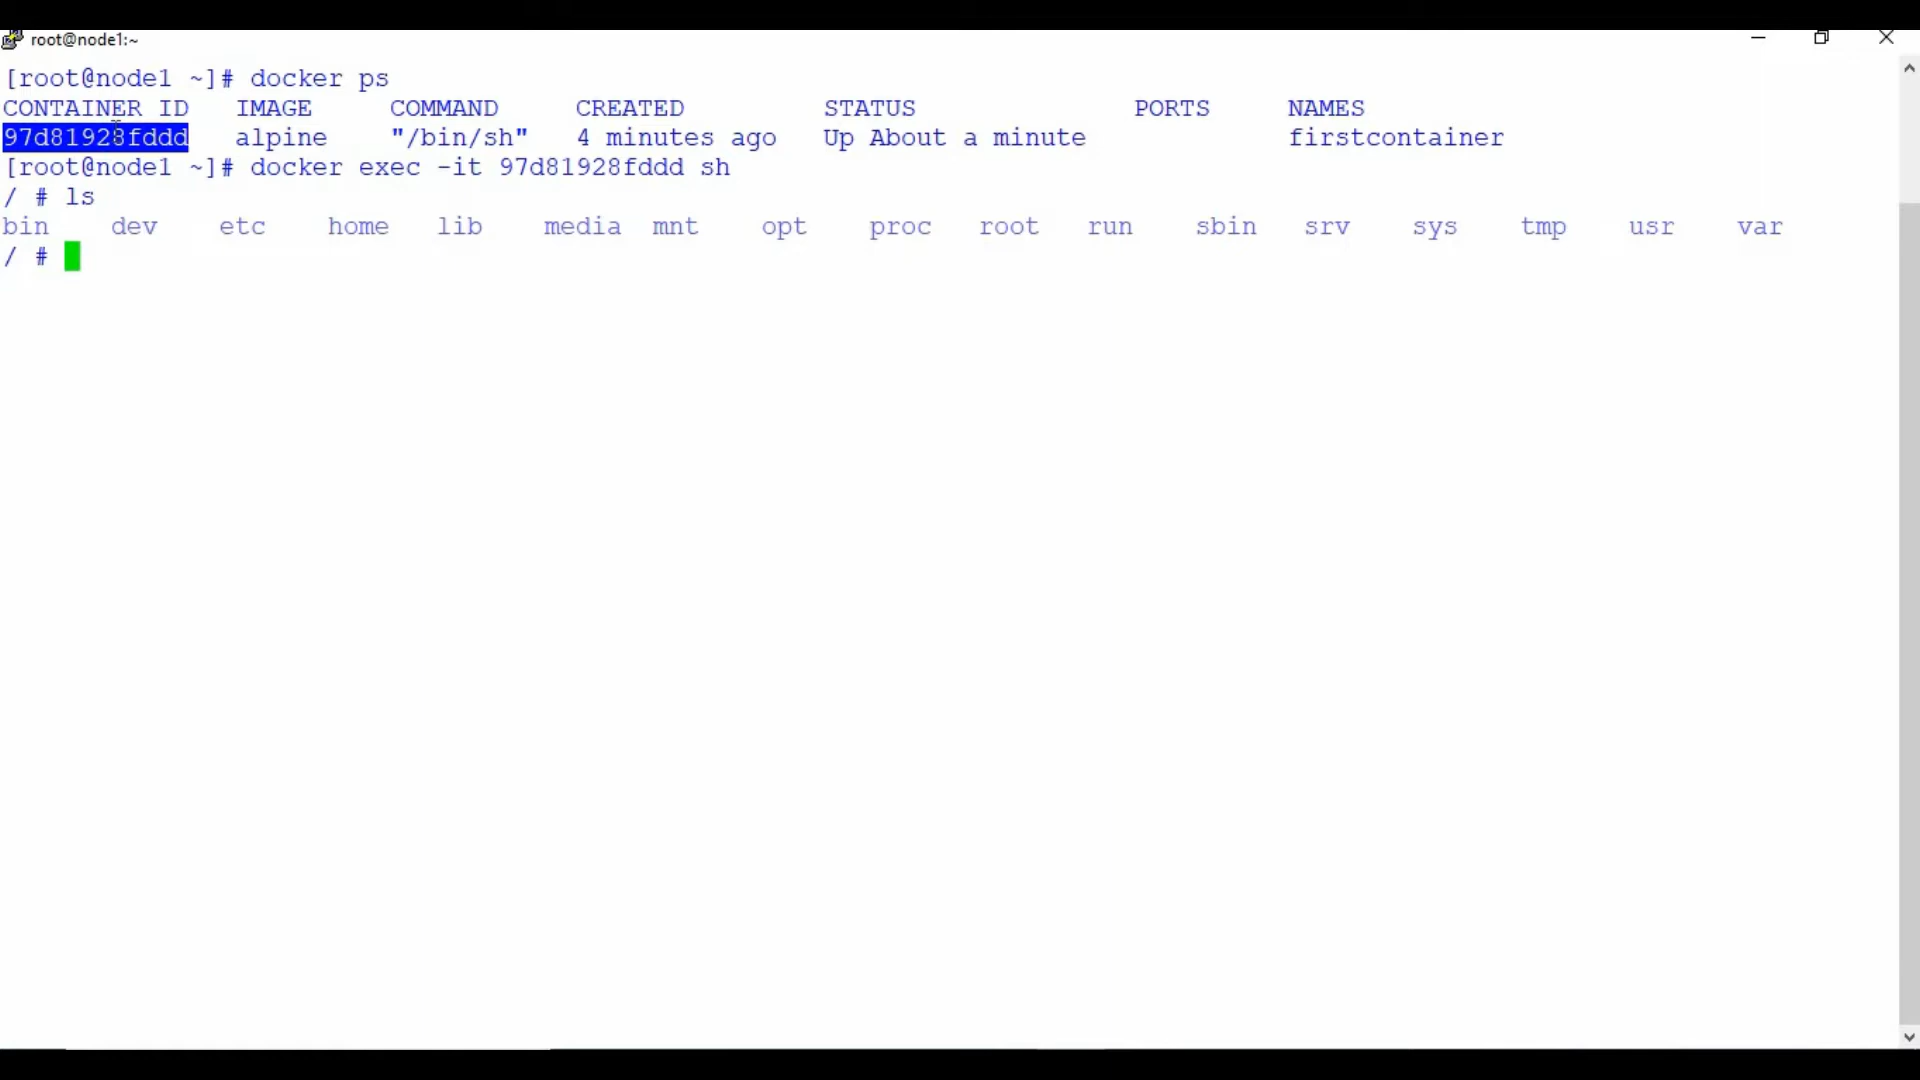 root@node1:~
[root@node1 ~]# docker ps
CONTAINER ID IMAGE COMMAND CREATED STATUS PORTS NAMES
97d81928fddd alpine "/bin/sh" 4 minutes ago Up About a minute firstcontainer
[root@node1 ~]# docker exec -it 97d81928fddd sh
/ # ls
bin dev etc home lib media mnt opt proc root run sbin srv sys tmp usr var
/ #